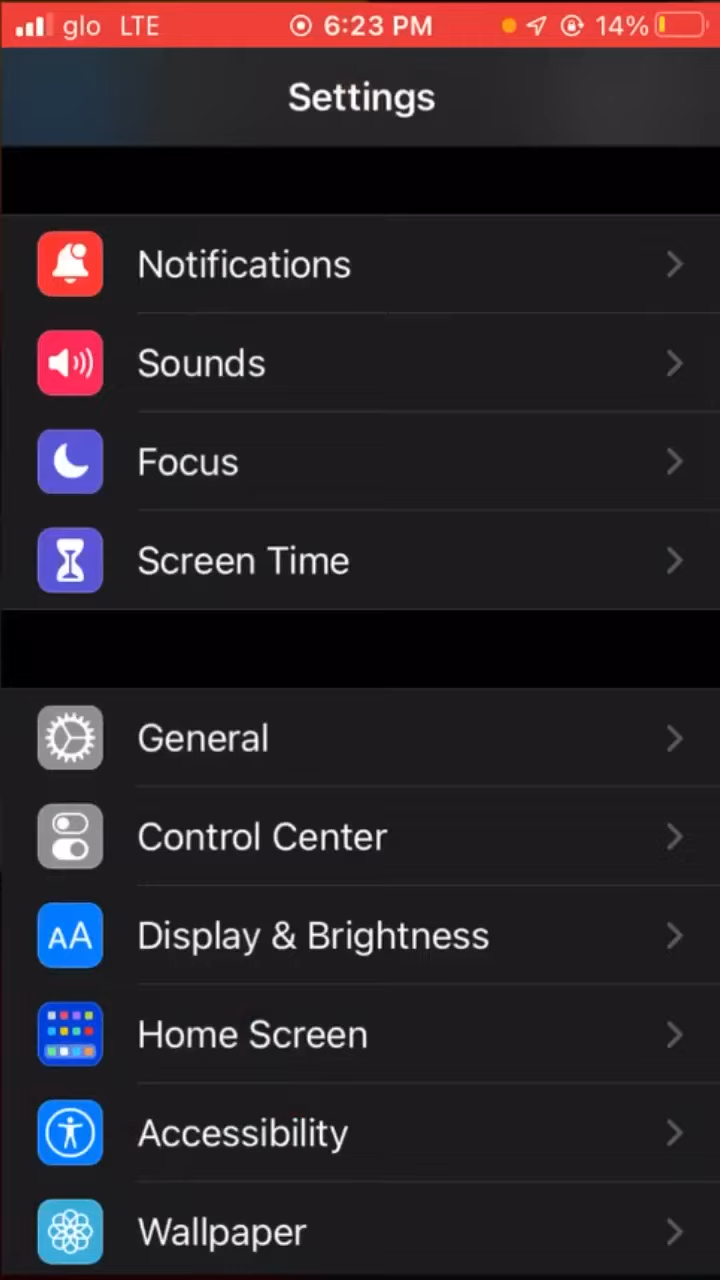 glo LTE 6:23 PM 14%
Settings
Notifications
Sounds
Focus
Screen Time
General
Control Center
AA Display & Brightness
Home Screen
Accessibility
Wallpaper